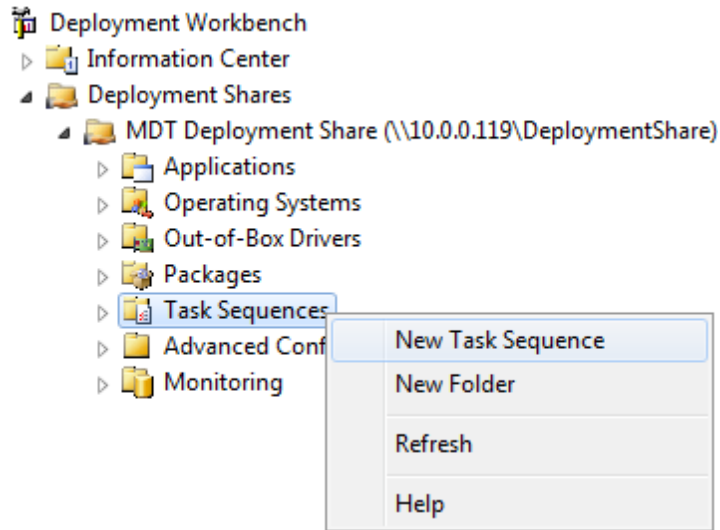 Deployment Workbench
Information Center
Deployment Shares
MDT Deployment Share (\\10.0.0.119\DeploymentShare)
Applications
Operating Systems
Out-of-Box Drivers
Packages
Task Sequences
Advanced Conf
Monitoring
New Task Sequence
New Folder
Refresh
Help